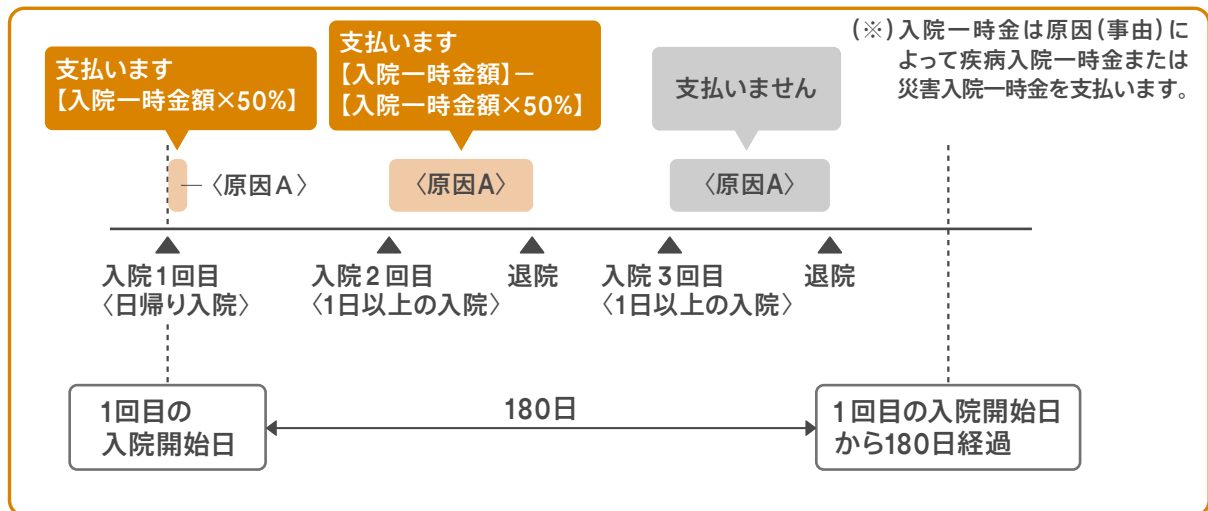 支払います
【入院一時金額×50%】
支払います
【入院一時金額】－
【入院一時金額×50%】
支払いません
(※)入院一時金は原因(事由)に
よって疾病入院一時金または
災害入院一時金を支払います。
〈原因A〉
〈原因A〉
〈原因A〉
入院1回目
〈日帰り入院〉
入院2回目
〈1日以上の入院〉
退院
入院3回目
〈1日以上の入院〉
退院
1回目の
入院開始日
180日
1回目の入院開始日
から180日経過